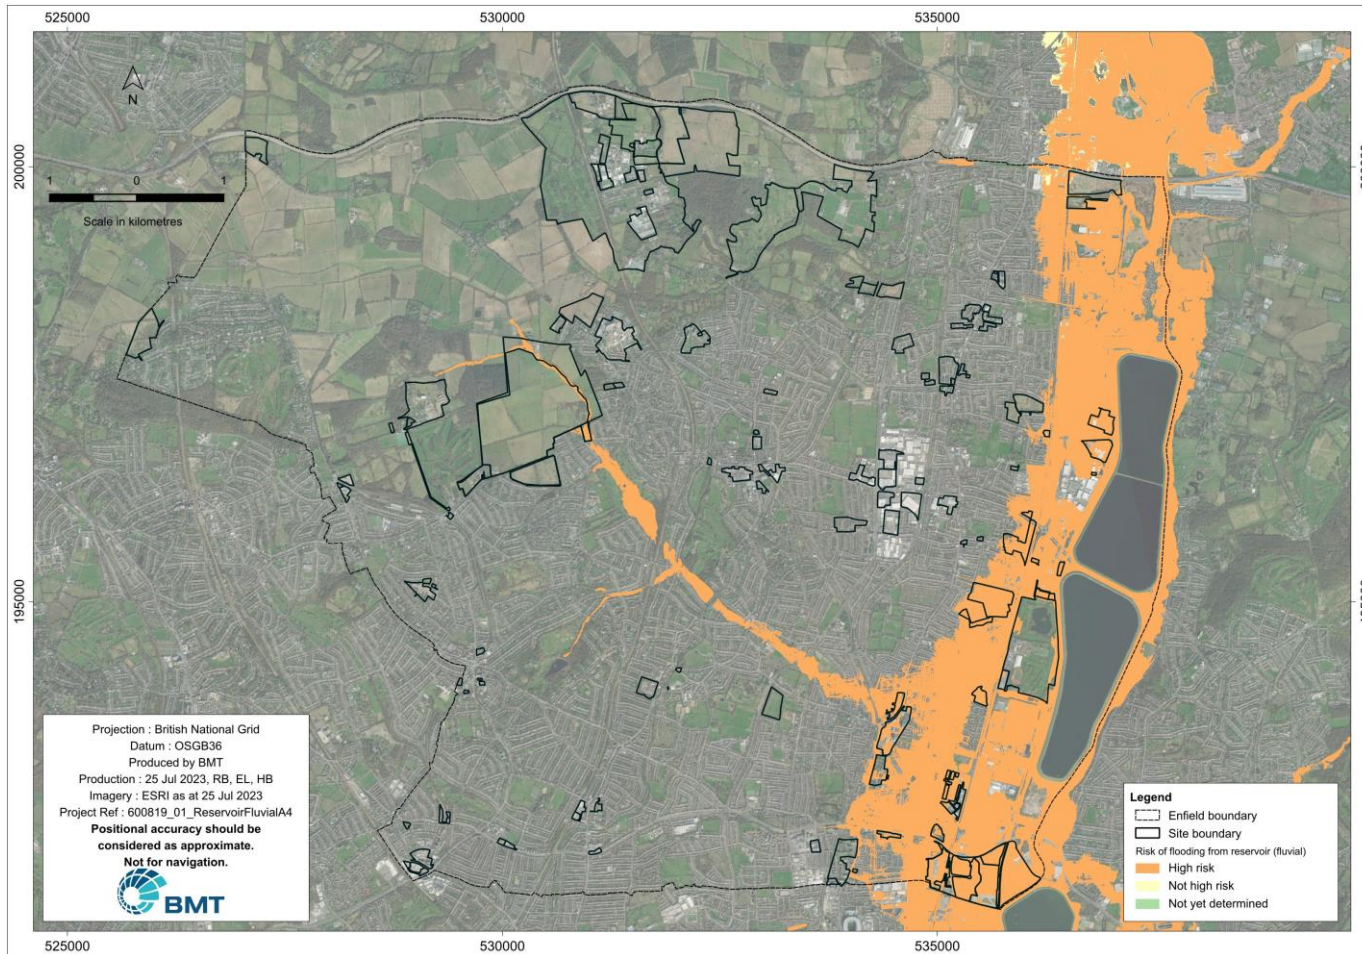 525000
530000
535000
N
200000
1 0 1
Scale in kilometres
195000
Projection : British National Grid
Datum : OSGB36
Produced by BMT
Production : 25 Jul 2023, RB, EL, HB
Imagery : ESRI as at 25 Jul 2023
Project Ref : 600819_01_ReservoirFluvialA4
Positional accuracy should be
considered as approximate.
Not for navigation.
BMT
Legend
Enfield boundary
Site boundary
Risk of flooding from reservoir (fluvial)
High risk
Not high risk
Not yet determined
525000
530000
535000